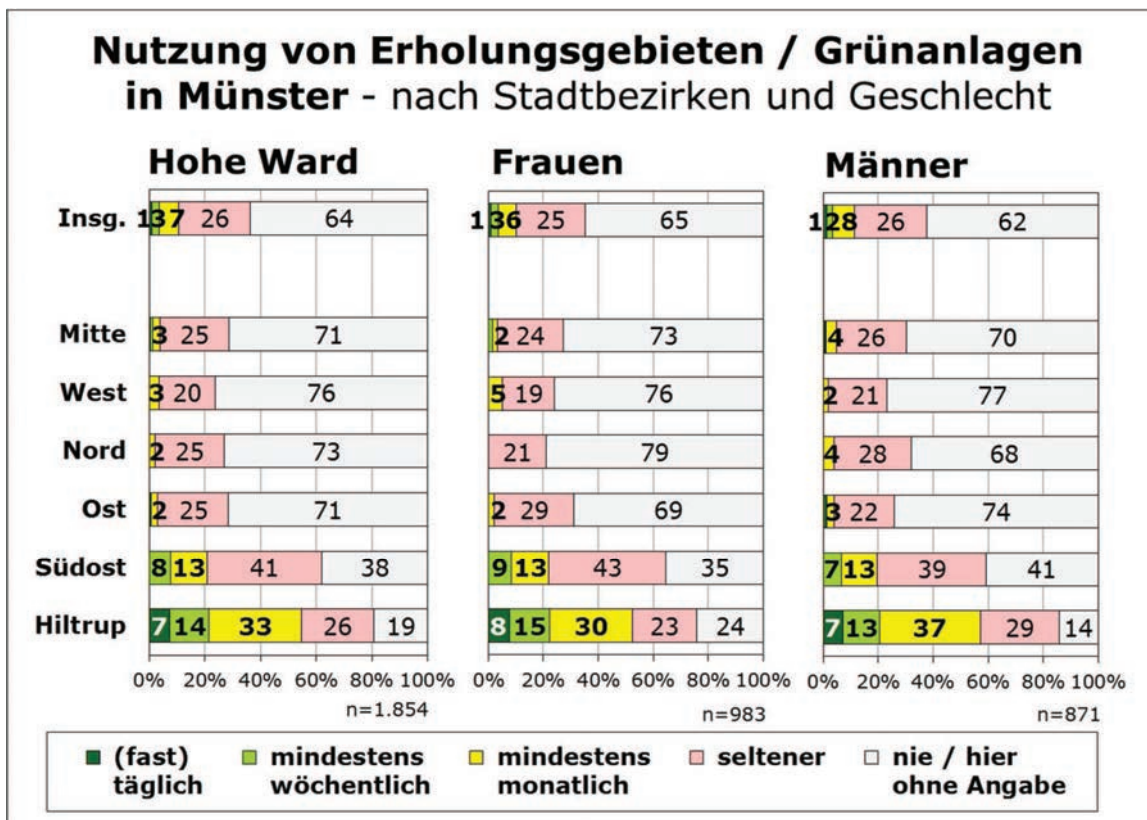 Nutzung von Erholungsgebieten / Grünanlagen
in Münster - nach Stadtbezirken und Geschlecht
Hohe Ward Frauen Männer
Insg. 1 3 7 26 64 1 3 6 25 65 1 2 8 26 62
Mitte 3 25 71 2 24 73 4 26 70
West 3 20 76 5 19 76 2 21 77
Nord 2 25 73 21 79 4 28 68
Ost 2 25 71 2 29 69 3 22 74
Südost 8 13 41 38 9 13 43 35 7 13 39 41
Hiltrup 7 14 33 26 19 8 15 30 23 24 7 13 37 29 14
0% 20% 40% 60% 80% 100% 0% 20% 40% 60% 80% 100% 0% 20% 40% 60% 80% 100%
n=1.854 n=983 n=871
(fast) mindestens mindestens seltener nie / hier
täglich wöchentlich monatlich ohne Angabe